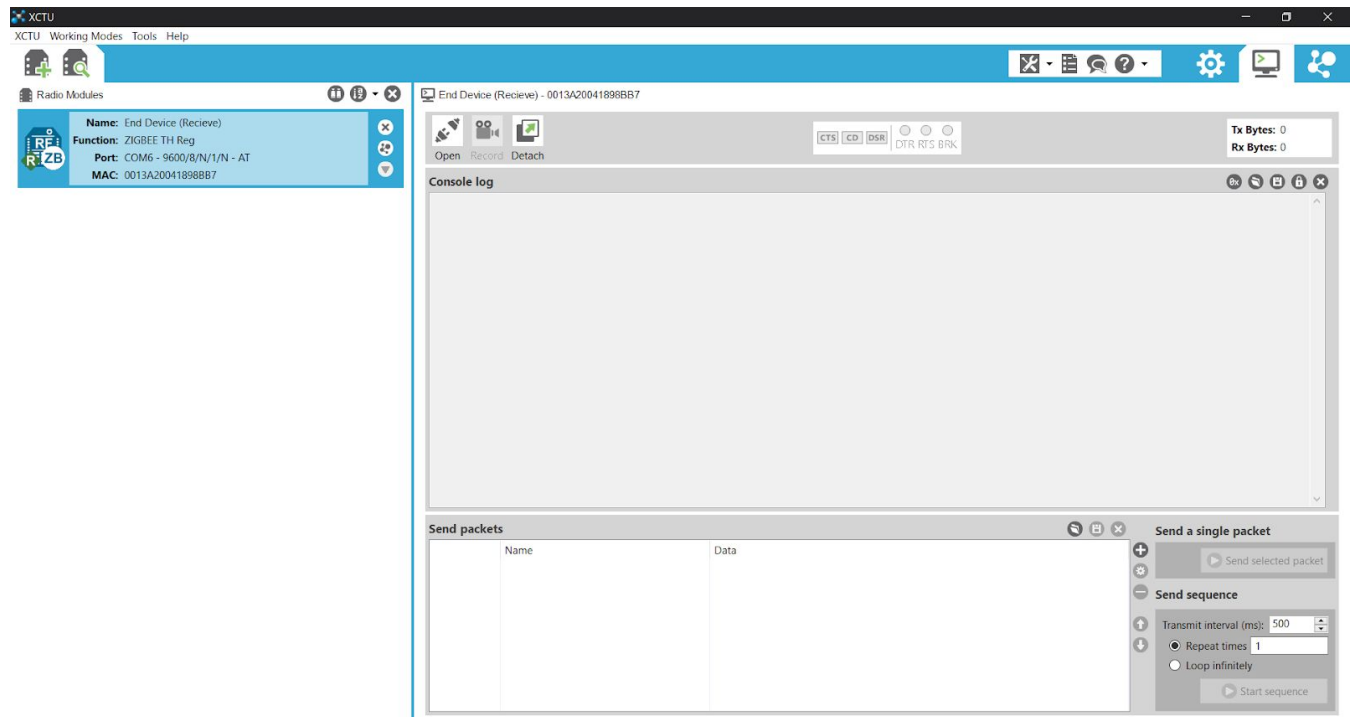 XCTU
XCTU Working Modes Tools Help
Radio Modules
Name: End Device (Recieve)
Function: ZIGBEE TH Reg
Port: COM6 - 9600/8/N/1/N - AT
MAC: 0013A20041898BB7
End Device (Recieve) - 0013A20041898BB7
Open Record Detach
CTS CD DSR DTR RTS BRK
Tx Bytes: 0
Rx Bytes: 0
Console log
Send packets
Name Data
Send a single packet
Send selected packet
Send sequence
Transmit interval (ms): 500
Repeat times 1
Loop infinitely
Start sequence